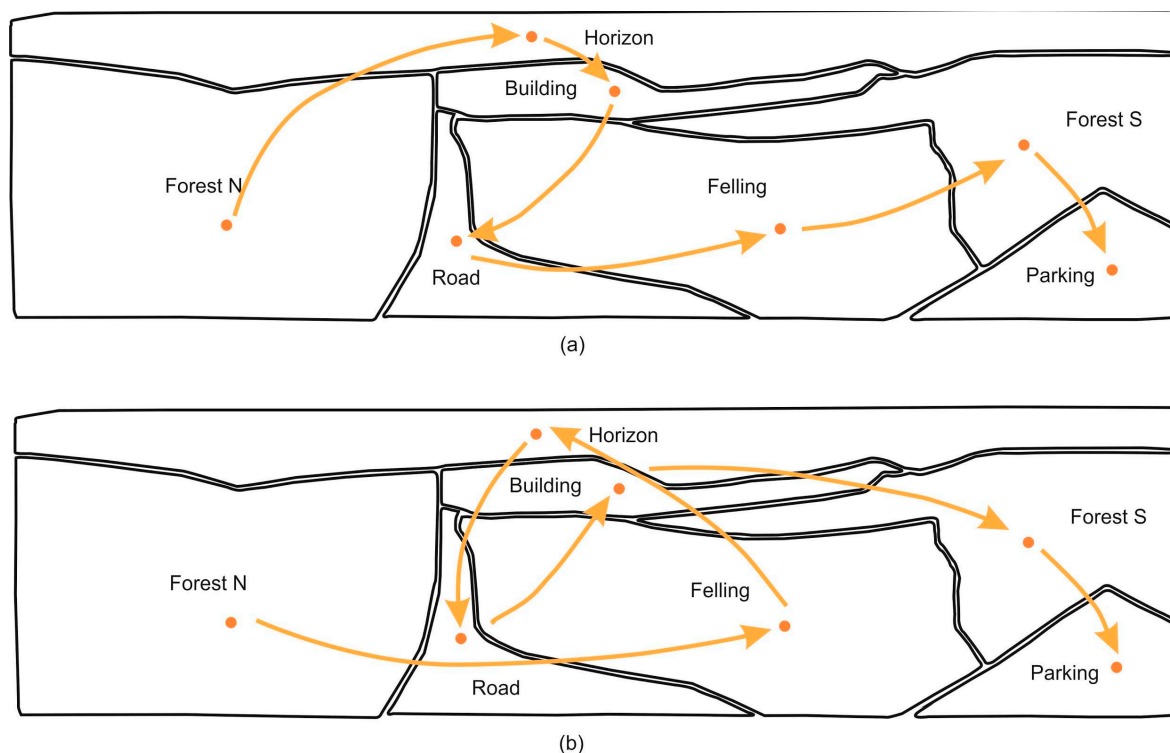 Horizon
Building
Forest S
Forest N
Felling
Road
Parking
(a)
Horizon
Building
Forest S
Forest N
Felling
Road
Parking
(b)